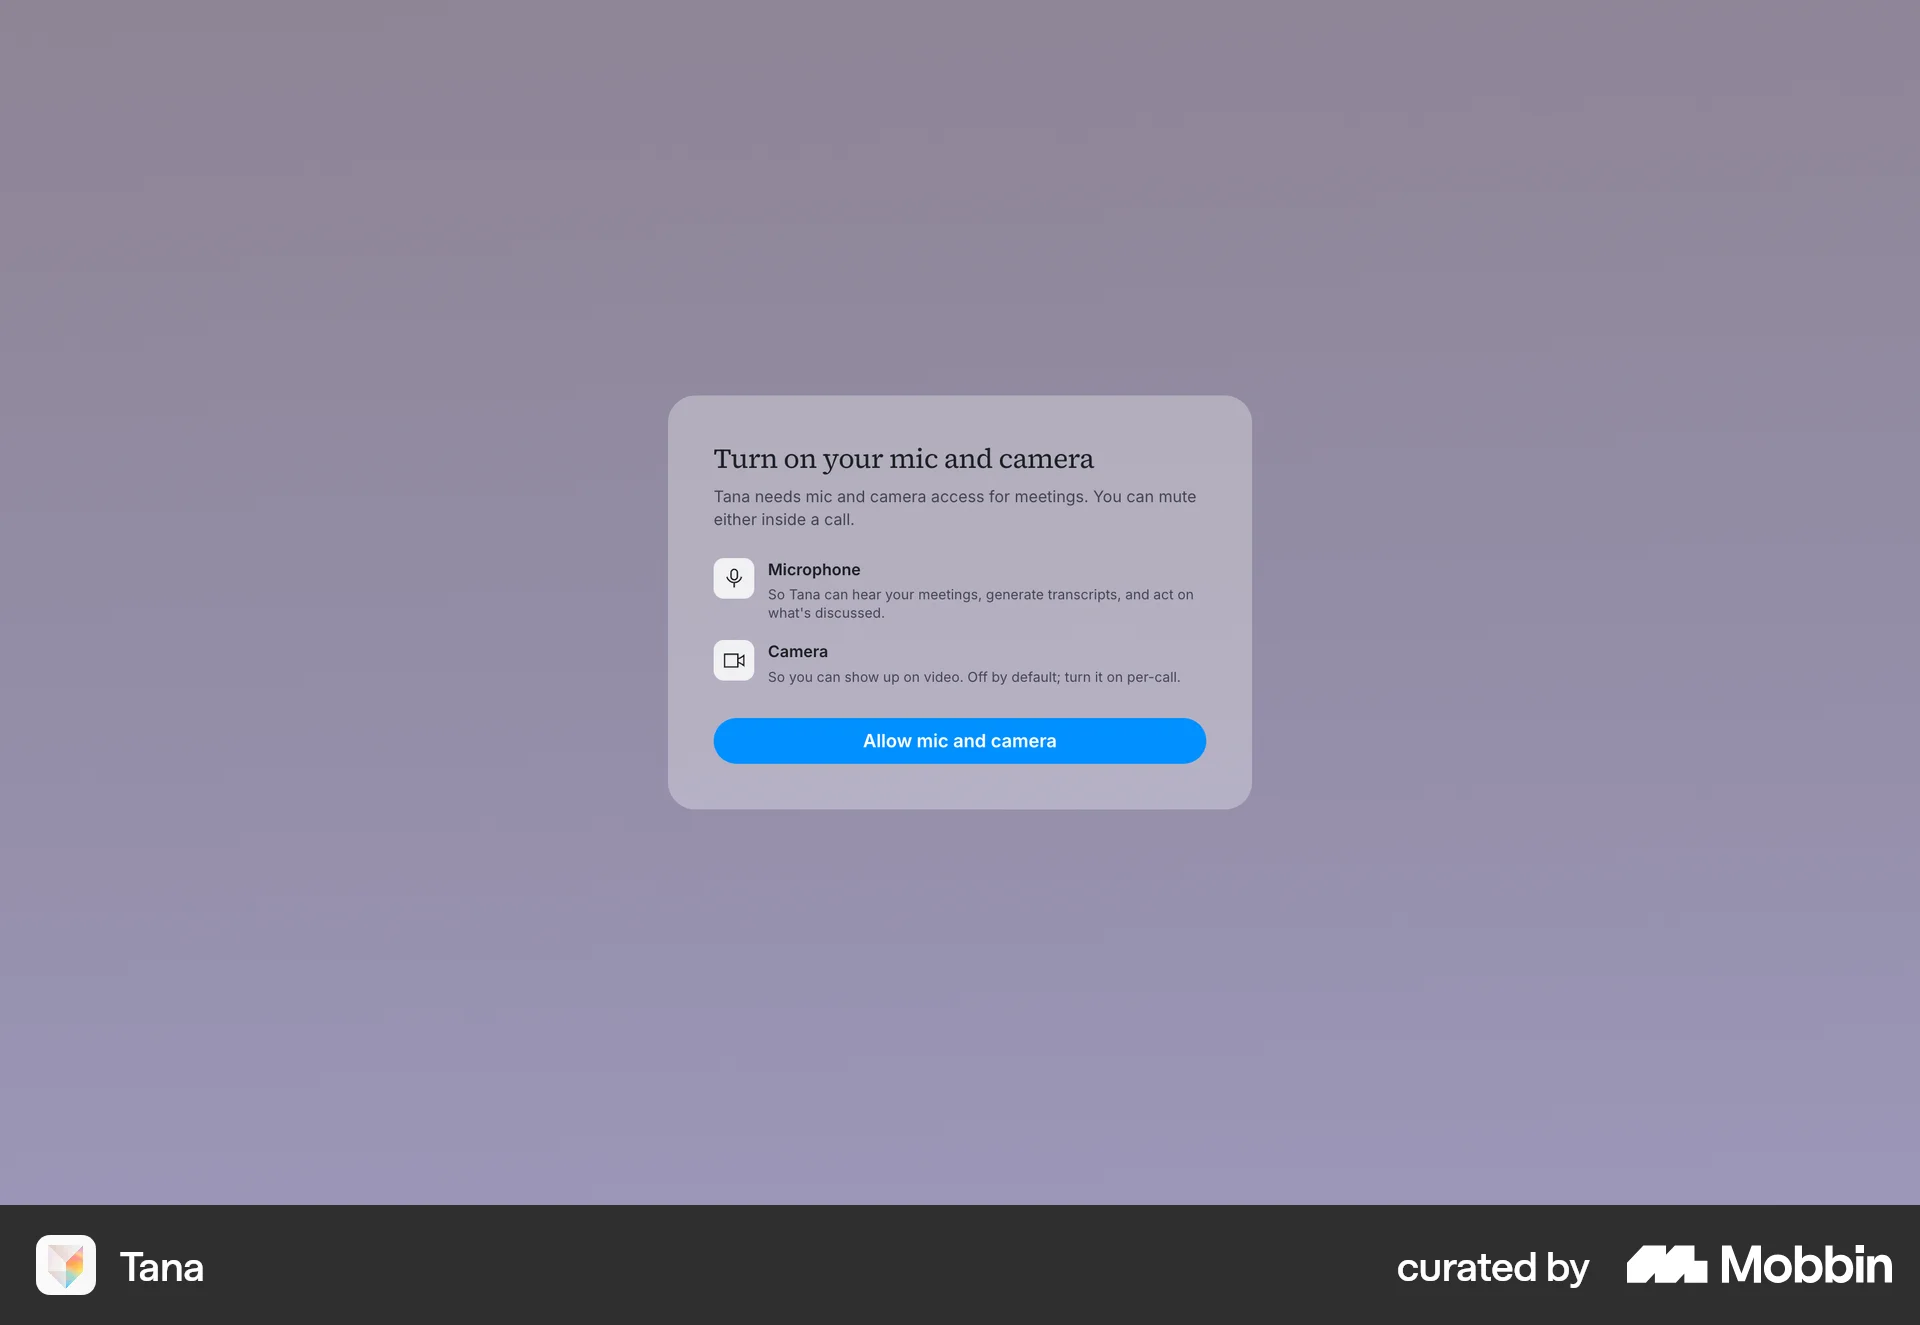 Turn on your mic and camera
Tana needs mic and camera access for meetings. You can mute
either inside a call.
Microphone
So Tana can hear your meetings, generate transcripts, and act on
what's discussed.
Camera
So you can show up on video. Off by default; turn it on per-call.
Allow mic and camera
Tana
curated by
Mobbin